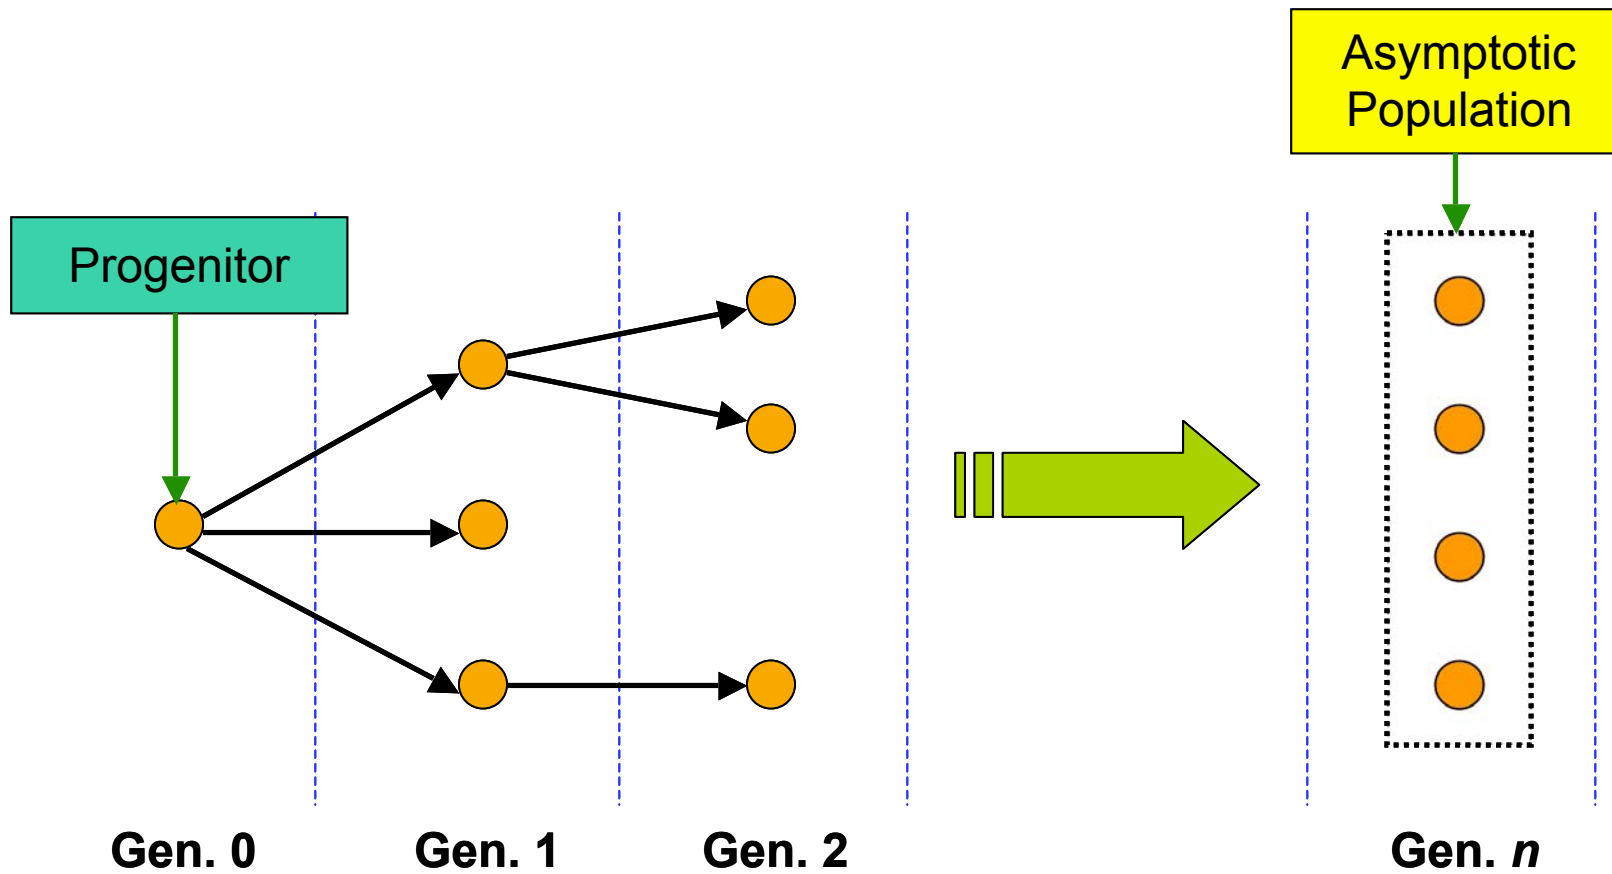 Asymptotic
Population
Progenitor
Gen. 0
Gen. 1
Gen. 2
Gen. n